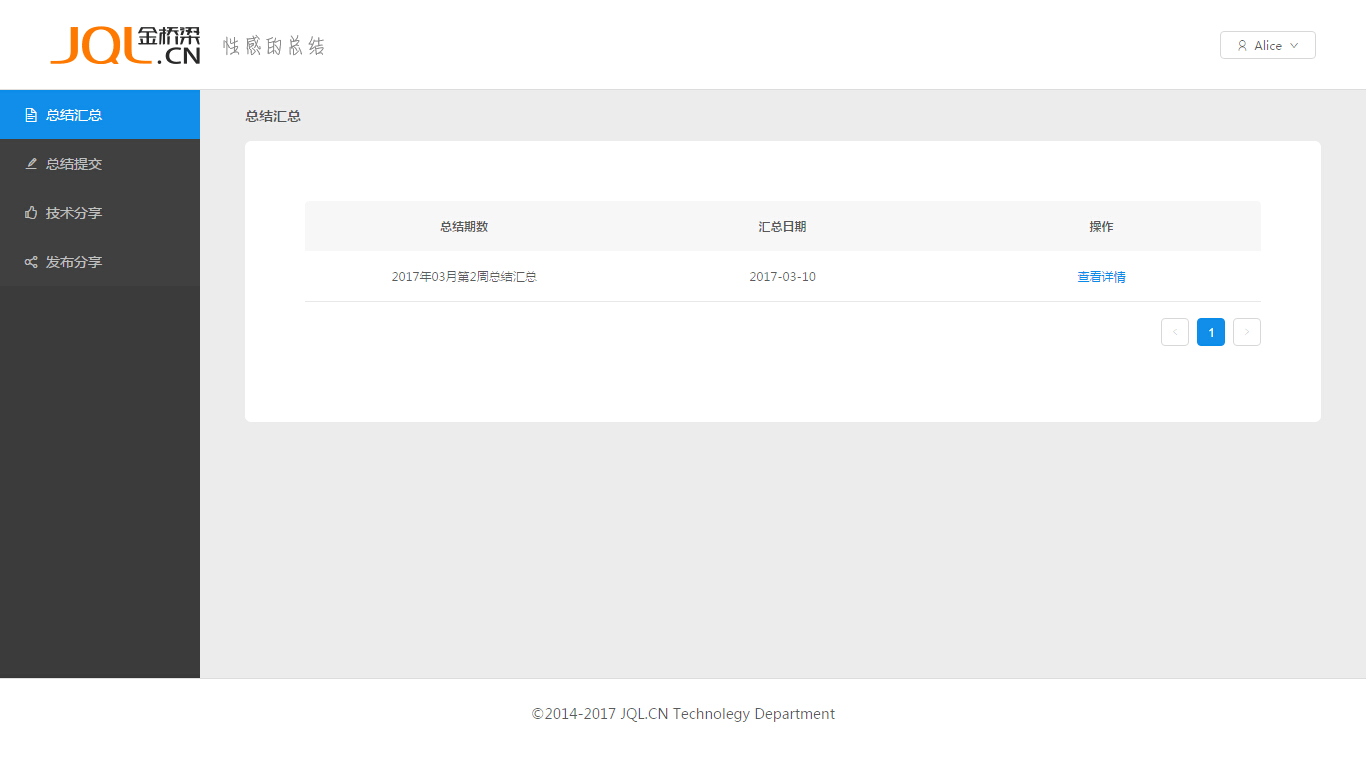 JQL金桥梁.CN
性感的总结
Alice
总结汇总
总结提交
技术分享
发布分享
总结汇总
总结期数 汇总日期 操作
2017年03月第2周总结汇总 2017-03-10 查看详情
< 1 >
©2014-2017 JQL.CN Technolegy Department